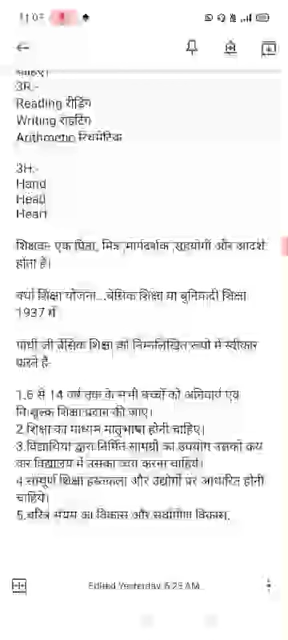 11:05
3R:-
Reading रीडिंग
Writing राइटिंग
Arithmetic रिथमैटिक
3H:-
Hand
Head
Heart
शिक्षक- एक पिता, मित्र मार्गदर्शक ,सहयोगी और आदर्श
होता है।
वर्धा शिक्षा योजना...बेसिक शिक्षा या बुनियादी शिक्षा
1937 में
गांधी जी बेसिक शिक्षा को निम्नलिखित रूपों में स्वीकार
करते हैं-
1.6 से 14 वर्ष तक के सभी बच्चों को अनिवार्य एवं
निःशुल्क शिक्षा प्रदान की जाए।
2.शिक्षा का माध्यम मातृभाषा होनी चाहिए।
3.विद्यार्थियों द्वारा निर्मित सामग्री का उपयोग उसको क्रय
कर विद्यालय में उसका व्यय करना चाहिये।
4.सम्पूर्ण शिक्षा हस्तकला और उद्योगों पर आधारित होनी
चाहिये।
5.चरित्र संयम का विकास और सर्वांगीण विकास.
Edited Yesterday 6:23 AM